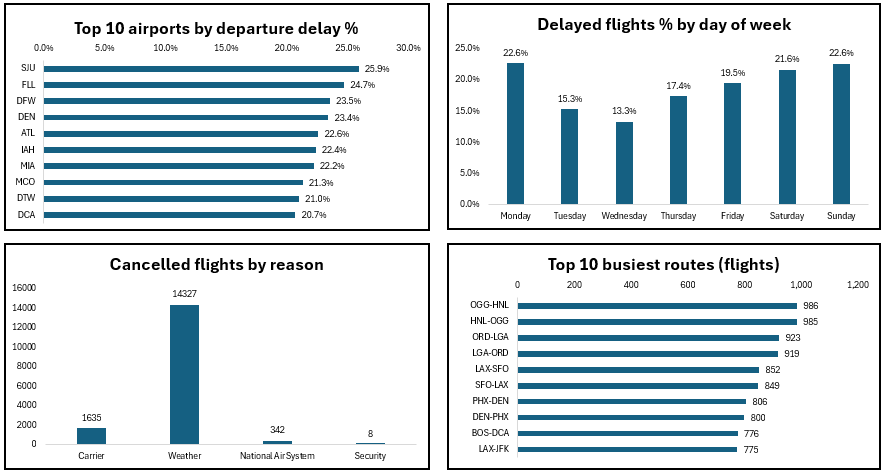 Top 10 airports by departure delay %
0.0% 5.0% 10.0% 15.0% 20.0% 25.0% 30.0%
SJU 25.9%
FLL 24.7%
DFW 23.5%
DEN 23.4%
ATL 22.6%
IAH 22.4%
MIA 22.2%
MCO 21.3%
DTW 21.0%
DCA 20.7%
Delayed flights % by day of week
25.0%
20.0%
15.0%
10.0%
5.0%
0.0%
22.6% 15.3% 13.3% 17.4% 19.5% 21.6% 22.6%
Monday Tuesday Wednesday Thursday Friday Saturday Sunday
Cancelled flights by reason
16000
14000
12000
10000
8000
6000
4000
2000
0
1635 14327 342 8
Carrier Weather National Air System Security
Top 10 busiest routes (flights)
0 200 400 600 800 1,000 1,200
OGG-HNL 986
HNL-OGG 985
ORD-LGA 923
LGA-ORD 919
LAX-SFO 852
SFO-LAX 849
PHX-DEN 806
DEN-PHX 800
BOS-DCA 776
LAX-JFK 775